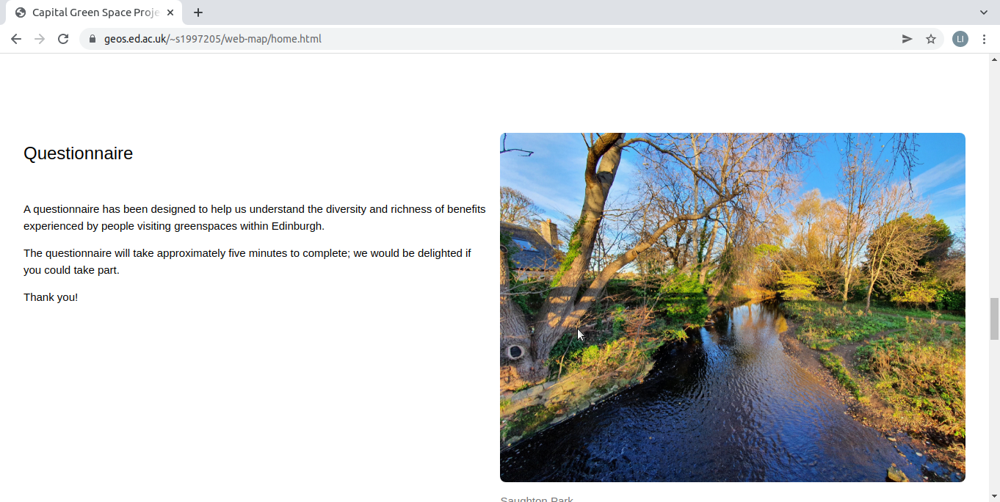 Capital Green Space Proje
geos.ed.ac.uk/~s1997205/web-map/home.html
LI
Questionnaire
A questionnaire has been designed to help us understand the diversity and richness of benefits
experienced by people visiting greenspaces within Edinburgh.
The questionnaire will take approximately five minutes to complete; we would be delighted if
you could take part.
Thank you!
Saughton Park